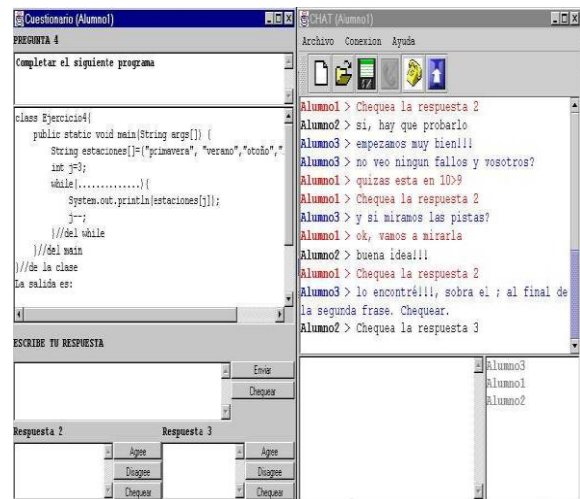 Cuestionario (Alumno1)
PREGUNTA 4
Completar el siguiente programa
class Ejercicio4{
public static void main(String args[]) {
String estaciones[]={"primavera", "verano","otoño",".
int j=3;
while(..............){
System.out.println(estaciones[j]);
j--;
}//del while
}//del main
}//de la clase
La salida es:
ESCRIBE TU RESPUESTA
Enviar
Chequear
Respuesta 2
Respuesta 3
Agree
Disagree
Chequear
Agree
Disagree
Chequear
CHAT (Alumno1)
Archivo Conexion Ayuda
Alumno1 > Chequea la respuesta 2
Alumno2 > si, hay que probarlo
Alumno3 > empezamos muy bien!!!
Alumno3 > no veo ningun fallos y vosotros?
Alumno1 > quizas esta en 10>9
Alumno1 > Chequea la respuesta 2
Alumno3 > y si miramos las pistas?
Alumno1 > ok, vamos a mirarla
Alumno2 > buena idea!!!
Alumno1 > Chequea la respuesta 2
Alumno3 > lo encontré!!!, sobra el ; al final de
la segunda frase. Chequear.
Alumno2 > Chequea la respuesta 3
Alumno3
Alumno1
Alumno2